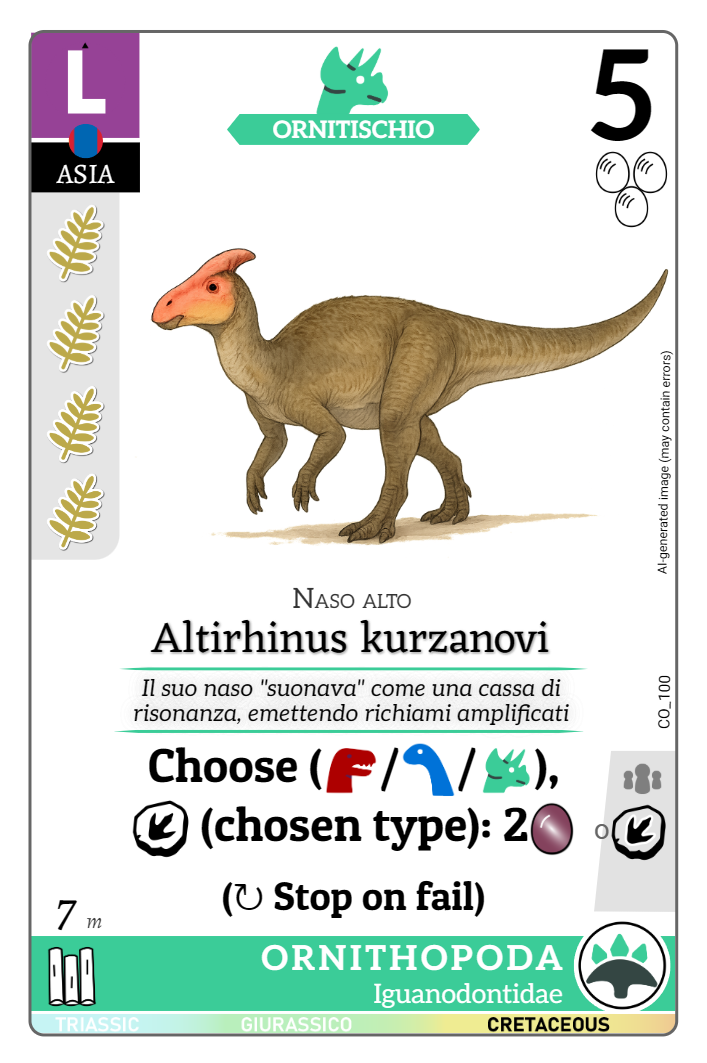 L
ASIA
ORNITISCHIO
5
AI-generated image (may contain errors)
NASO ALTO
Altirhinus kurzanovi
Il suo naso "suonava" come una cassa di
risonanza, emettendo richiami amplificati
CO_100
Choose ( / / ),
(chosen type): 2
o
(↻ Stop on fail)
7 m
ORNITHOPODA
Iguanodontidae
TRIASSIC GIURASSICO CRETACEOUS